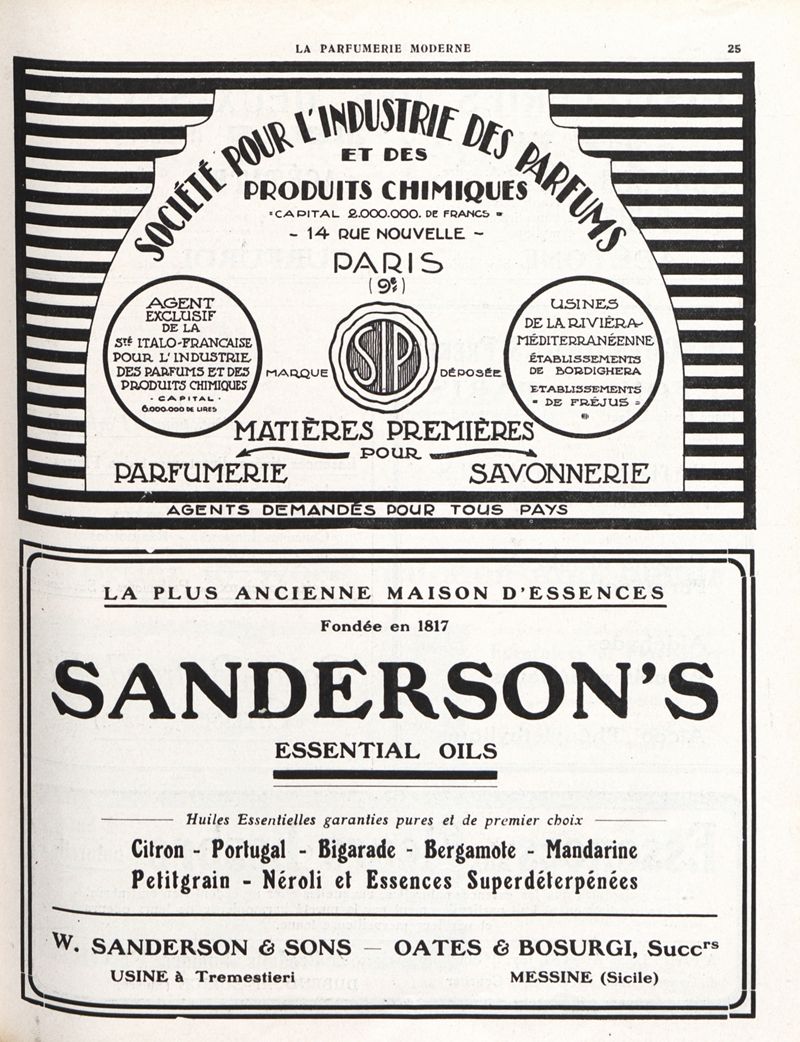 LA PARFUMERIE MODERNE 25
SOCIÉTÉ POUR L'INDUSTRIE DES PARFUMS
ET DES
PRODUITS CHIMIQUES
CAPITAL 2.000.000. DE FRANCS
- 14 RUE NOUVELLE -
PARIS
(9e)
AGENT
EXCLUSIF
DE LA
Sté ITALO-FRANCAISE
POUR L'INDUSTRIE
DES PARFUMS ET DES
PRODUITS CHIMIQUES
- CAPITAL -
6.000.000 DE LIRES
MARQUE
SIP
DÉPOSÉE
USINES
DE LA RIVIÈRA
MÉDITERRANÉENNE
ÉTABLISSEMENTS
DE BORDIGHERA
ETABLISSEMENTS
DE FRÉJUS
MATIÈRES PREMIÈRES
POUR
PARFUMERIE SAVONNERIE
AGENTS DEMANDÉS POUR TOUS PAYS
LA PLUS ANCIENNE MAISON D'ESSENCES
Fondée en 1817
SANDERSON'S
ESSENTIAL OILS
Huiles Essentielles garanties pures et de premier choix
Citron - Portugal - Bigarade - Bergamote - Mandarine
Petitgrain - Néroli et Essences Superdéterpénées
W. SANDERSON & SONS — OATES & BOSURGI, Succrs
USINE à Tremestieri MESSINE (Sicile)